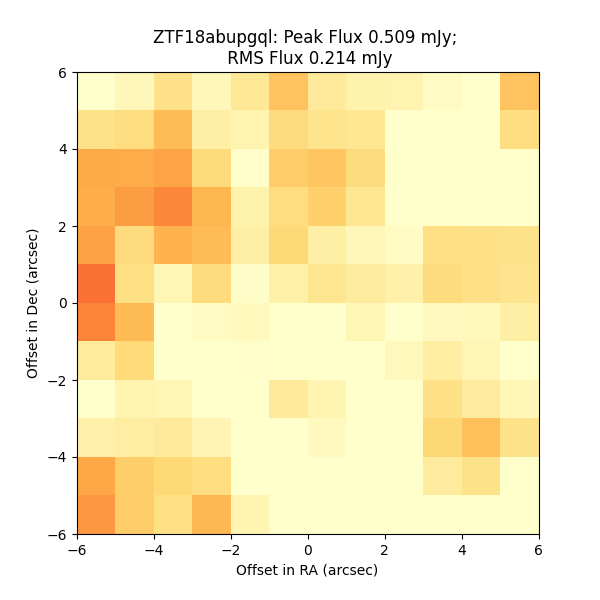 ZTF18abupgql: Peak Flux 0.509 mJy;
RMS Flux 0.214 mJy
6
4
2
0
−2
−4
−6
Offset in Dec (arcsec)
−6 −4 −2 0 2 4 6
Offset in RA (arcsec)